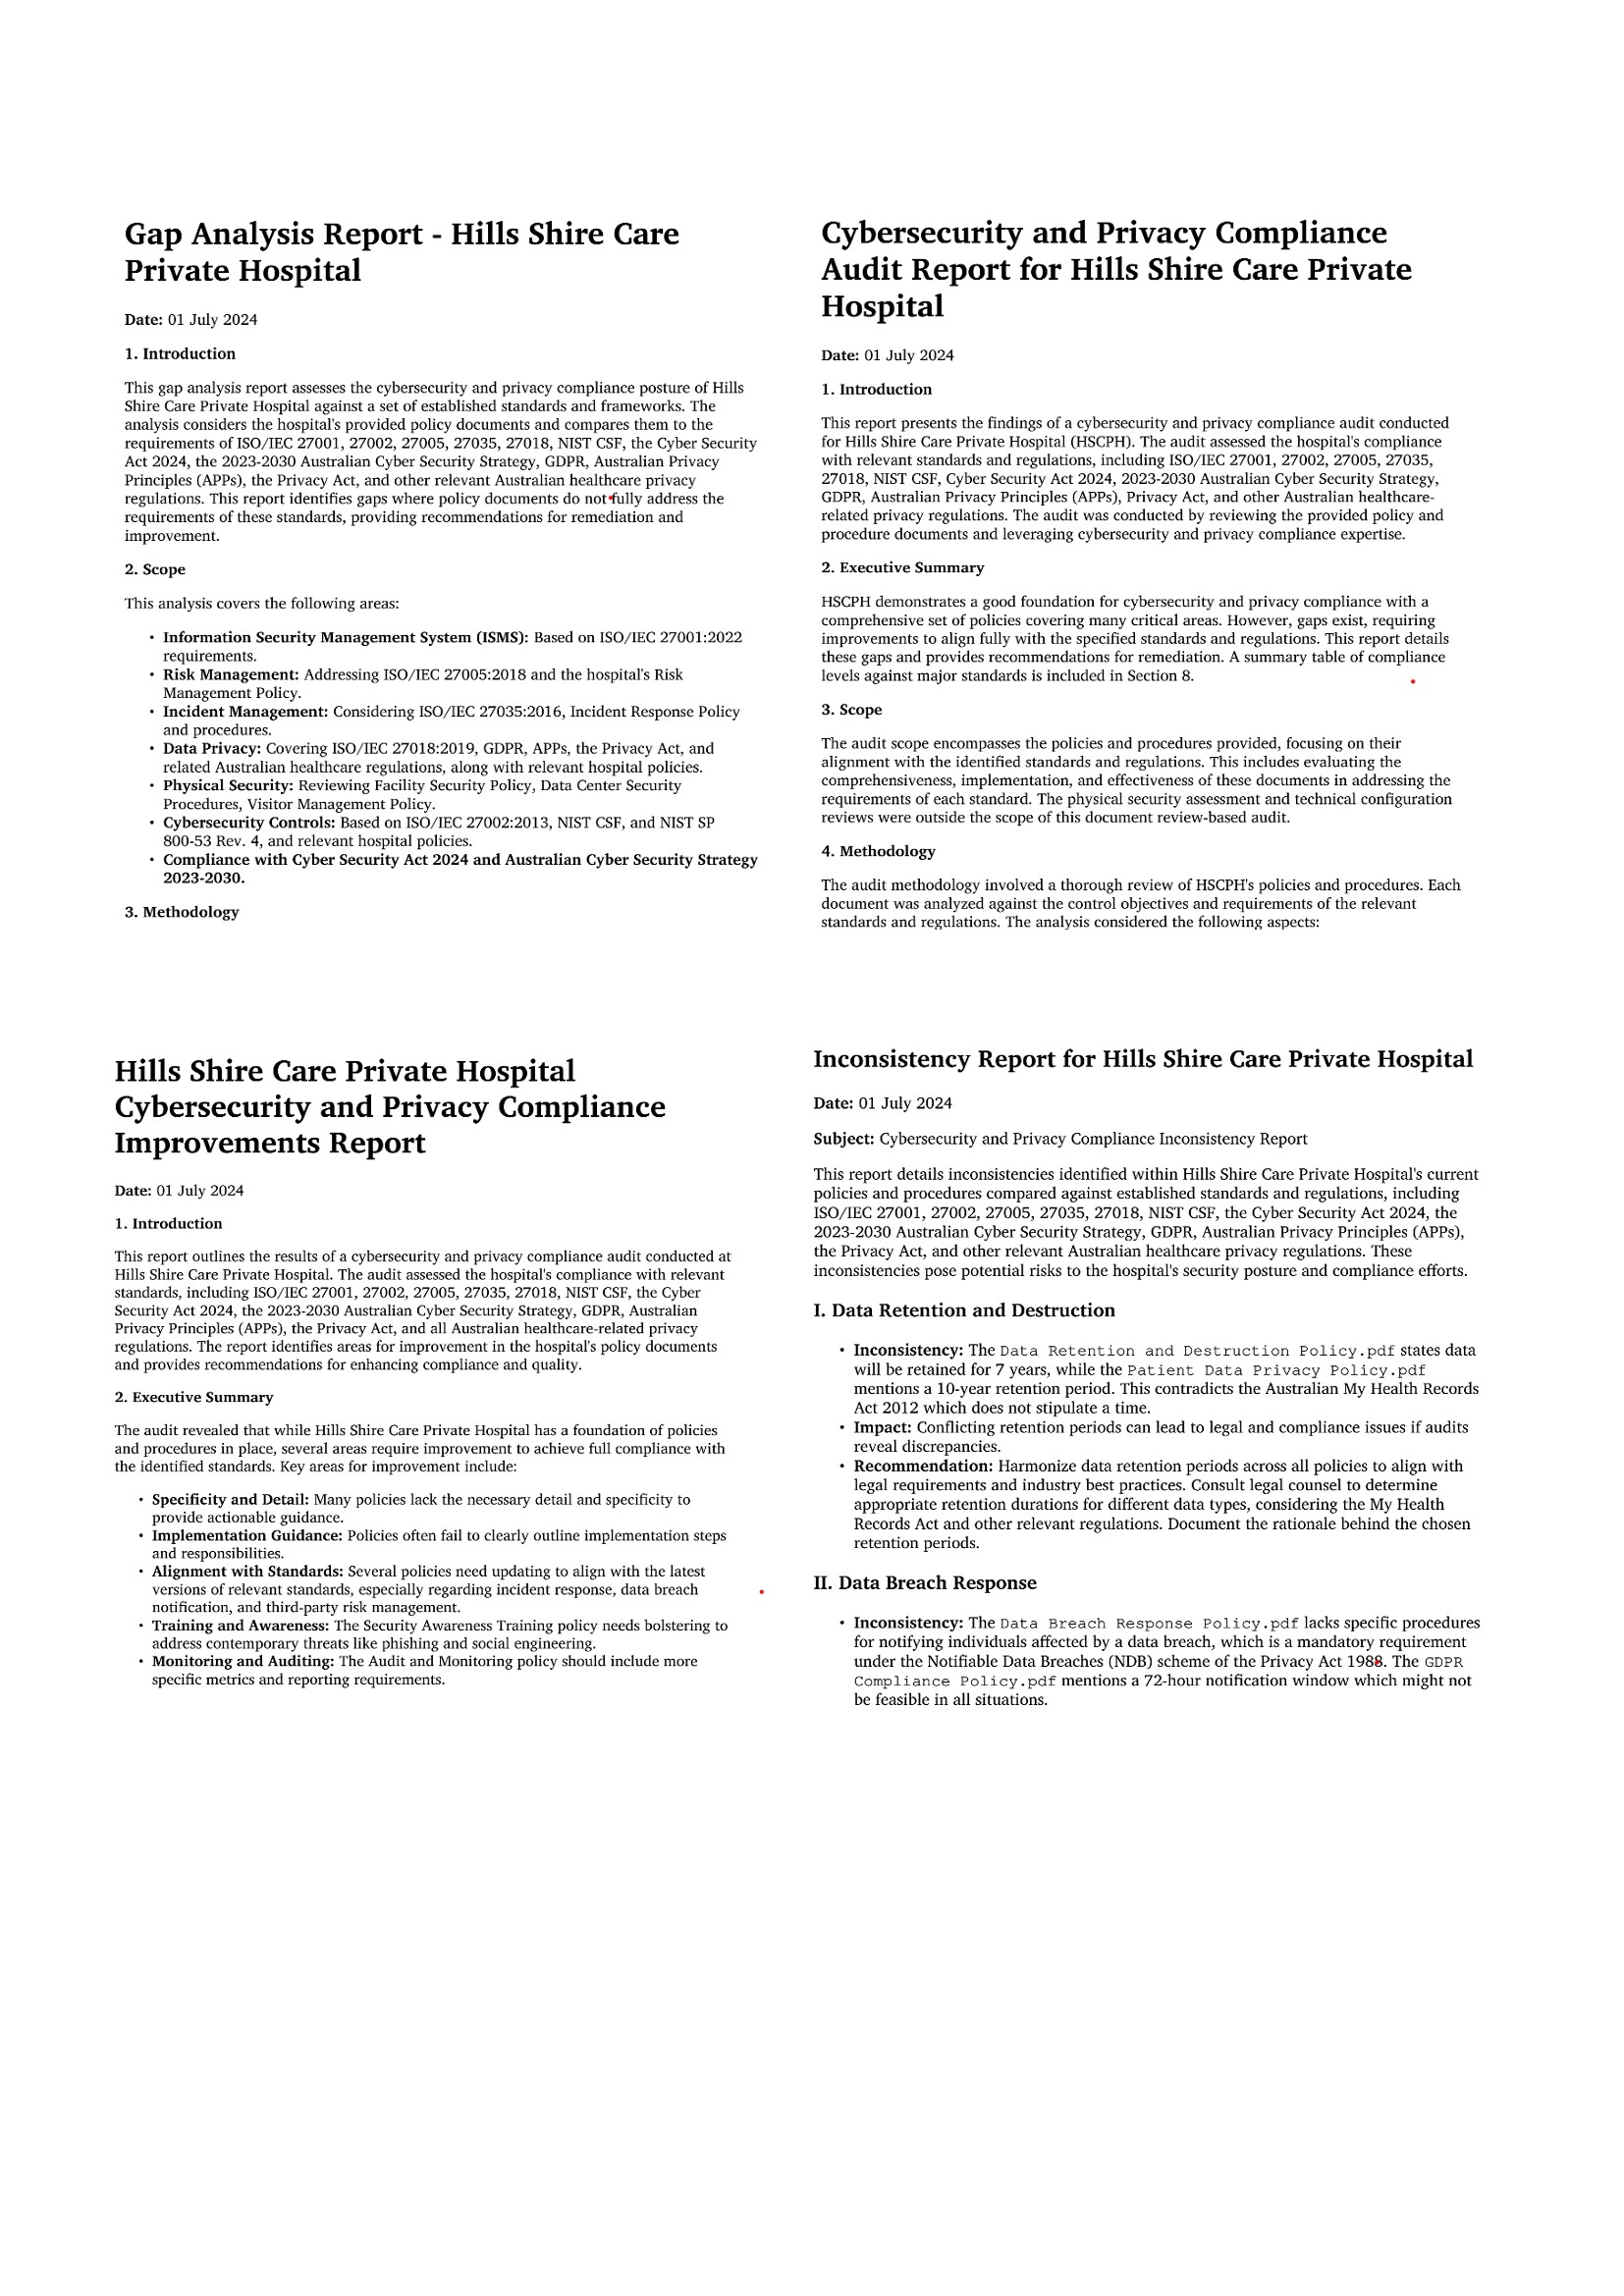 Gap Analysis Report - Hills Shire Care
Private Hospital
Date: 01 July 2024
1. Introduction
This gap analysis report assesses the cybersecurity and privacy compliance posture of Hills
Shire Care Private Hospital against a set of established standards and frameworks. The
analysis considers the hospital's provided policy documents and compares them to the
requirements of ISO/IEC 27001, 27002, 27005, 27035, 27018, NIST CSF, the Cyber Security
Act 2024, the 2023-2030 Australian Cyber Security Strategy, GDPR, Australian Privacy
Principles (APPs), the Privacy Act, and other relevant Australian healthcare privacy
regulations. This report identifies gaps where policy documents do not fully address the
requirements of these standards, providing recommendations for remediation and
improvement.
2. Scope
This analysis covers the following areas:
• Information Security Management System (ISMS): Based on ISO/IEC 27001:2022
requirements.
• Risk Management: Addressing ISO/IEC 27005:2018 and the hospital's Risk
Management Policy.
• Incident Management: Considering ISO/IEC 27035:2016, Incident Response Policy
and procedures.
• Data Privacy: Covering ISO/IEC 27018:2019, GDPR, APPs, the Privacy Act, and
related Australian healthcare regulations, along with relevant hospital policies.
• Physical Security: Reviewing Facility Security Policy, Data Center Security
Procedures, Visitor Management Policy.
• Cybersecurity Controls: Based on ISO/IEC 27002:2013, NIST CSF, and NIST SP
800-53 Rev. 4, and relevant hospital policies.
• Compliance with Cyber Security Act 2024 and Australian Cyber Security Strategy
2023-2030.
3. Methodology
Cybersecurity and Privacy Compliance
Audit Report for Hills Shire Care Private
Hospital
Date: 01 July 2024
1. Introduction
This report presents the findings of a cybersecurity and privacy compliance audit conducted
for Hills Shire Care Private Hospital (HSCPH). The audit assessed the hospital's compliance
with relevant standards and regulations, including ISO/IEC 27001, 27002, 27005, 27035,
27018, NIST CSF, Cyber Security Act 2024, 2023-2030 Australian Cyber Security Strategy,
GDPR, Australian Privacy Principles (APPs), Privacy Act, and other Australian healthcare-
related privacy regulations. The audit was conducted by reviewing the provided policy and
procedure documents and leveraging cybersecurity and privacy compliance expertise.
2. Executive Summary
HSCPH demonstrates a good foundation for cybersecurity and privacy compliance with a
comprehensive set of policies covering many critical areas. However, gaps exist, requiring
improvements to align fully with the specified standards and regulations. This report details
these gaps and provides recommendations for remediation. A summary table of compliance
levels against major standards is included in Section 8.
3. Scope
The audit scope encompasses the policies and procedures provided, focusing on their
alignment with the identified standards and regulations. This includes evaluating the
comprehensiveness, implementation, and effectiveness of these documents in addressing the
requirements of each standard. The physical security assessment and technical configuration
reviews were outside the scope of this document review-based audit.
4. Methodology
The audit methodology involved a thorough review of HSCPH's policies and procedures. Each
document was analyzed against the control objectives and requirements of the relevant
standards and regulations. The analysis considered the following aspects:
Hills Shire Care Private Hospital
Cybersecurity and Privacy Compliance
Improvements Report
Date: 01 July 2024
1. Introduction
This report outlines the results of a cybersecurity and privacy compliance audit conducted at
Hills Shire Care Private Hospital. The audit assessed the hospital's compliance with relevant
standards, including ISO/IEC 27001, 27002, 27005, 27035, 27018, NIST CSF, the Cyber
Security Act 2024, the 2023-2030 Australian Cyber Security Strategy, GDPR, Australian
Privacy Principles (APPs), the Privacy Act, and all Australian healthcare-related privacy
regulations. The report identifies areas for improvement in the hospital's policy documents
and provides recommendations for enhancing compliance and quality.
2. Executive Summary
The audit revealed that while Hills Shire Care Private Hospital has a foundation of policies
and procedures in place, several areas require improvement to achieve full compliance with
the identified standards. Key areas for improvement include:
• Specificity and Detail: Many policies lack the necessary detail and specificity to
provide actionable guidance.
• Implementation Guidance: Policies often fail to clearly outline implementation steps
and responsibilities.
• Alignment with Standards: Several policies need updating to align with the latest
versions of relevant standards, especially regarding incident response, data breach
notification, and third-party risk management.
• Training and Awareness: The Security Awareness Training policy needs bolstering to
address contemporary threats like phishing and social engineering.
• Monitoring and Auditing: The Audit and Monitoring policy should include more
specific metrics and reporting requirements.
Inconsistency Report for Hills Shire Care Private Hospital
Date: 01 July 2024
Subject: Cybersecurity and Privacy Compliance Inconsistency Report
This report details inconsistencies identified within Hills Shire Care Private Hospital's current
policies and procedures compared against established standards and regulations, including
ISO/IEC 27001, 27002, 27005, 27035, 27018, NIST CSF, the Cyber Security Act 2024, the
2023-2030 Australian Cyber Security Strategy, GDPR, Australian Privacy Principles (APPs),
the Privacy Act, and other relevant Australian healthcare privacy regulations. These
inconsistencies pose potential risks to the hospital's security posture and compliance efforts.
I. Data Retention and Destruction
• Inconsistency: The Data Retention and Destruction Policy.pdf states data
will be retained for 7 years, while the Patient Data Privacy Policy.pdf
mentions a 10-year retention period. This contradicts the Australian My Health Records
Act 2012 which does not stipulate a time.
• Impact: Conflicting retention periods can lead to legal and compliance issues if audits
reveal discrepancies.
• Recommendation: Harmonize data retention periods across all policies to align with
legal requirements and industry best practices. Consult legal counsel to determine
appropriate retention durations for different data types, considering the My Health
Records Act and other relevant regulations. Document the rationale behind the chosen
retention periods.
II. Data Breach Response
• Inconsistency: The Data Breach Response Policy.pdf lacks specific procedures
for notifying individuals affected by a data breach, which is a mandatory requirement
under the Notifiable Data Breaches (NDB) scheme of the Privacy Act 1988. The GDPR
Compliance Policy.pdf mentions a 72-hour notification window which might not
be feasible in all situations.